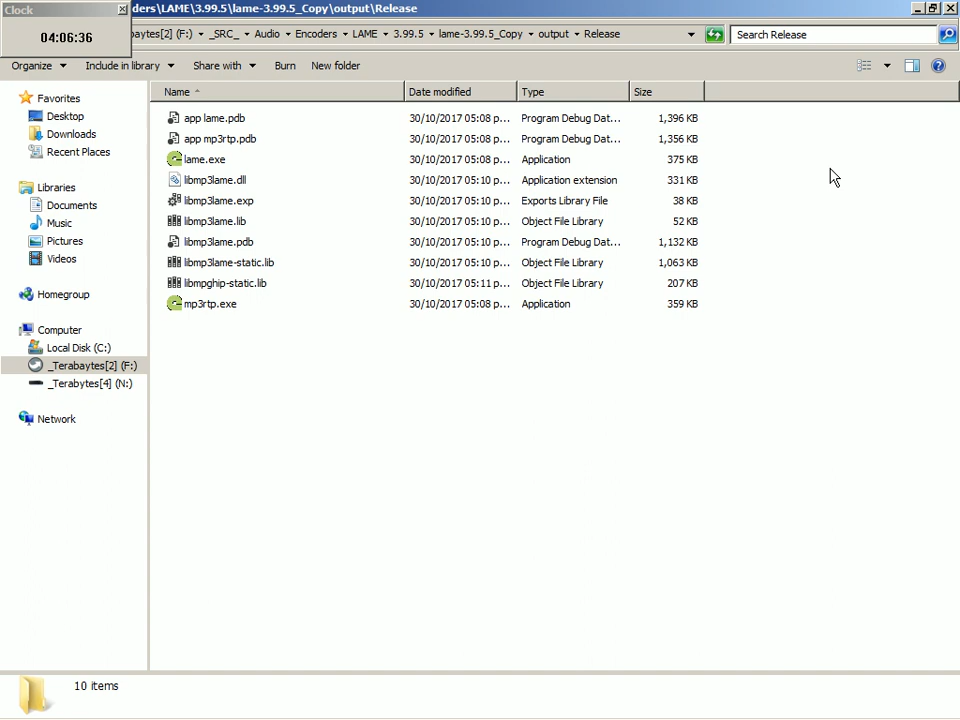 Clock
ders\LAME\3.99.5\lame-3.99.5_Copy\output\Release
04:06:36
baytes[2] (F:) _SRC_ Audio Encoders LAME 3.99.5 lame-3.99.5_Copy output Release
Search Release
Organize Include in library Share with Burn New folder
Name Date modified Type Size
Favorites
Desktop
Downloads
Recent Places
Libraries
Documents
Music
Pictures
Videos
Homegroup
Computer
Local Disk (C:)
_Terabaytes[2] (F:)
_Terabytes[4] (N:)
Network
app lame.pdb 30/10/2017 05:08 p... Program Debug Dat... 1,396 KB
app mp3rtp.pdb 30/10/2017 05:08 p... Program Debug Dat... 1,356 KB
lame.exe 30/10/2017 05:08 p... Application 375 KB
libmp3lame.dll 30/10/2017 05:10 p... Application extension 331 KB
libmp3lame.exp 30/10/2017 05:10 p... Exports Library File 38 KB
libmp3lame.lib 30/10/2017 05:10 p... Object File Library 52 KB
libmp3lame.pdb 30/10/2017 05:10 p... Program Debug Dat... 1,132 KB
libmp3lame-static.lib 30/10/2017 05:10 p... Object File Library 1,063 KB
libmpghip-static.lib 30/10/2017 05:11 p... Object File Library 207 KB
mp3rtp.exe 30/10/2017 05:08 p... Application 359 KB
10 items